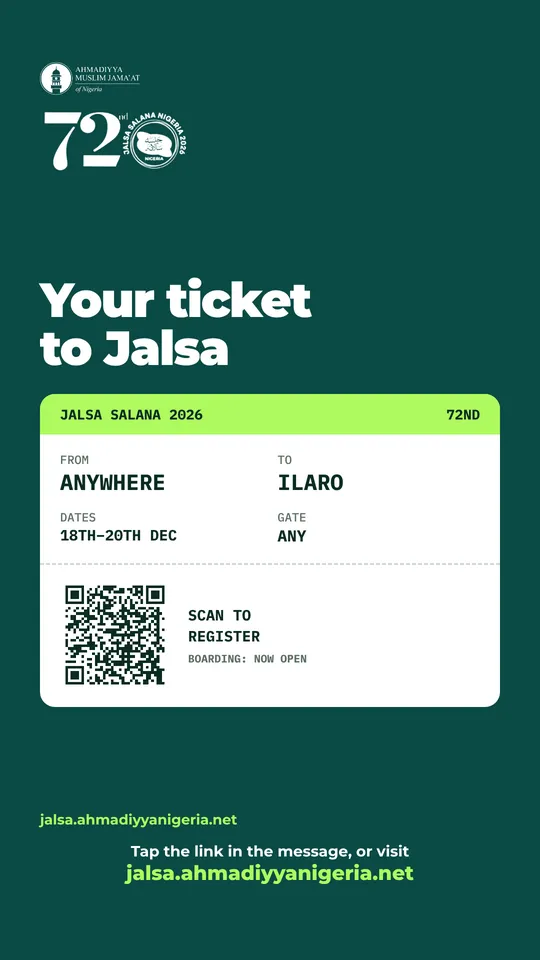 AHMADIYYA
MUSLIM JAMA'AT
of Nigeria
72nd
JALSA SALANA NIGERIA 2026
NIGERIA
Your ticket
to Jalsa
JALSA SALANA 2026 72ND
FROM TO
ANYWHERE ILARO
DATES GATE
18TH–20TH DEC ANY
SCAN TO
REGISTER
BOARDING: NOW OPEN
jalsa.ahmadiyyanigeria.net
Tap the link in the message, or visit
jalsa.ahmadiyyanigeria.net